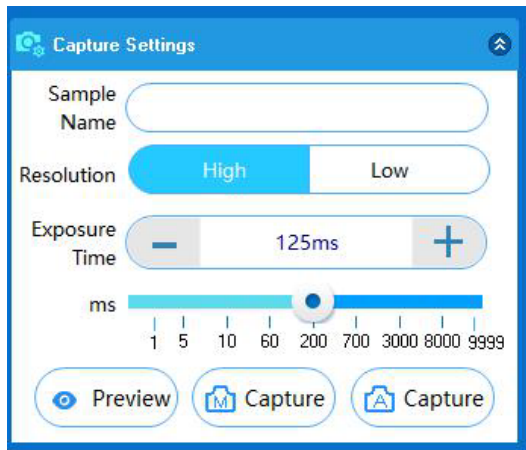 Capture Settings
Sample
Name
Resolution High Low
Exposure
Time
125ms
ms
1 5 10 60 200 700 3000 8000 9999
Preview M Capture A Capture